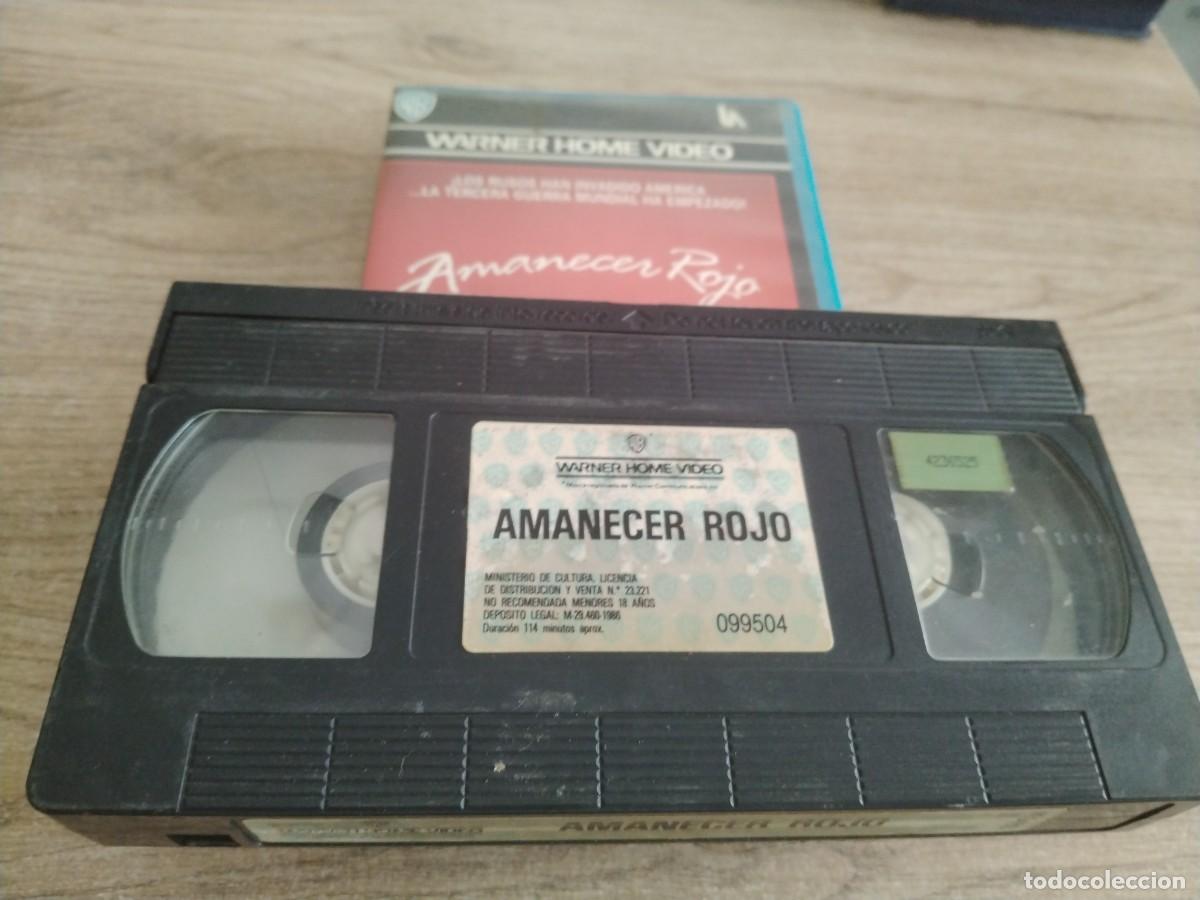 WARNER HOME VIDEO
¡LOS RUSOS HAN INVADIDO AMERICA
...LA TERCERA GUERRA MUNDIAL HA EMPEZADO!
Amanecer Rojo
WARNER HOME VIDEO
AMANECER ROJO
MINISTERIO DE CULTURA. LICENCIA
DE DISTRIBUCION Y VENTA N.° 23.221
NO RECOMENDADA MENORES 18 AÑOS
DEPOSITO LEGAL: M-29.460-1986
Duración 114 minutos aprox.
099504
4236525
AMANECER ROJO
todocoleccion